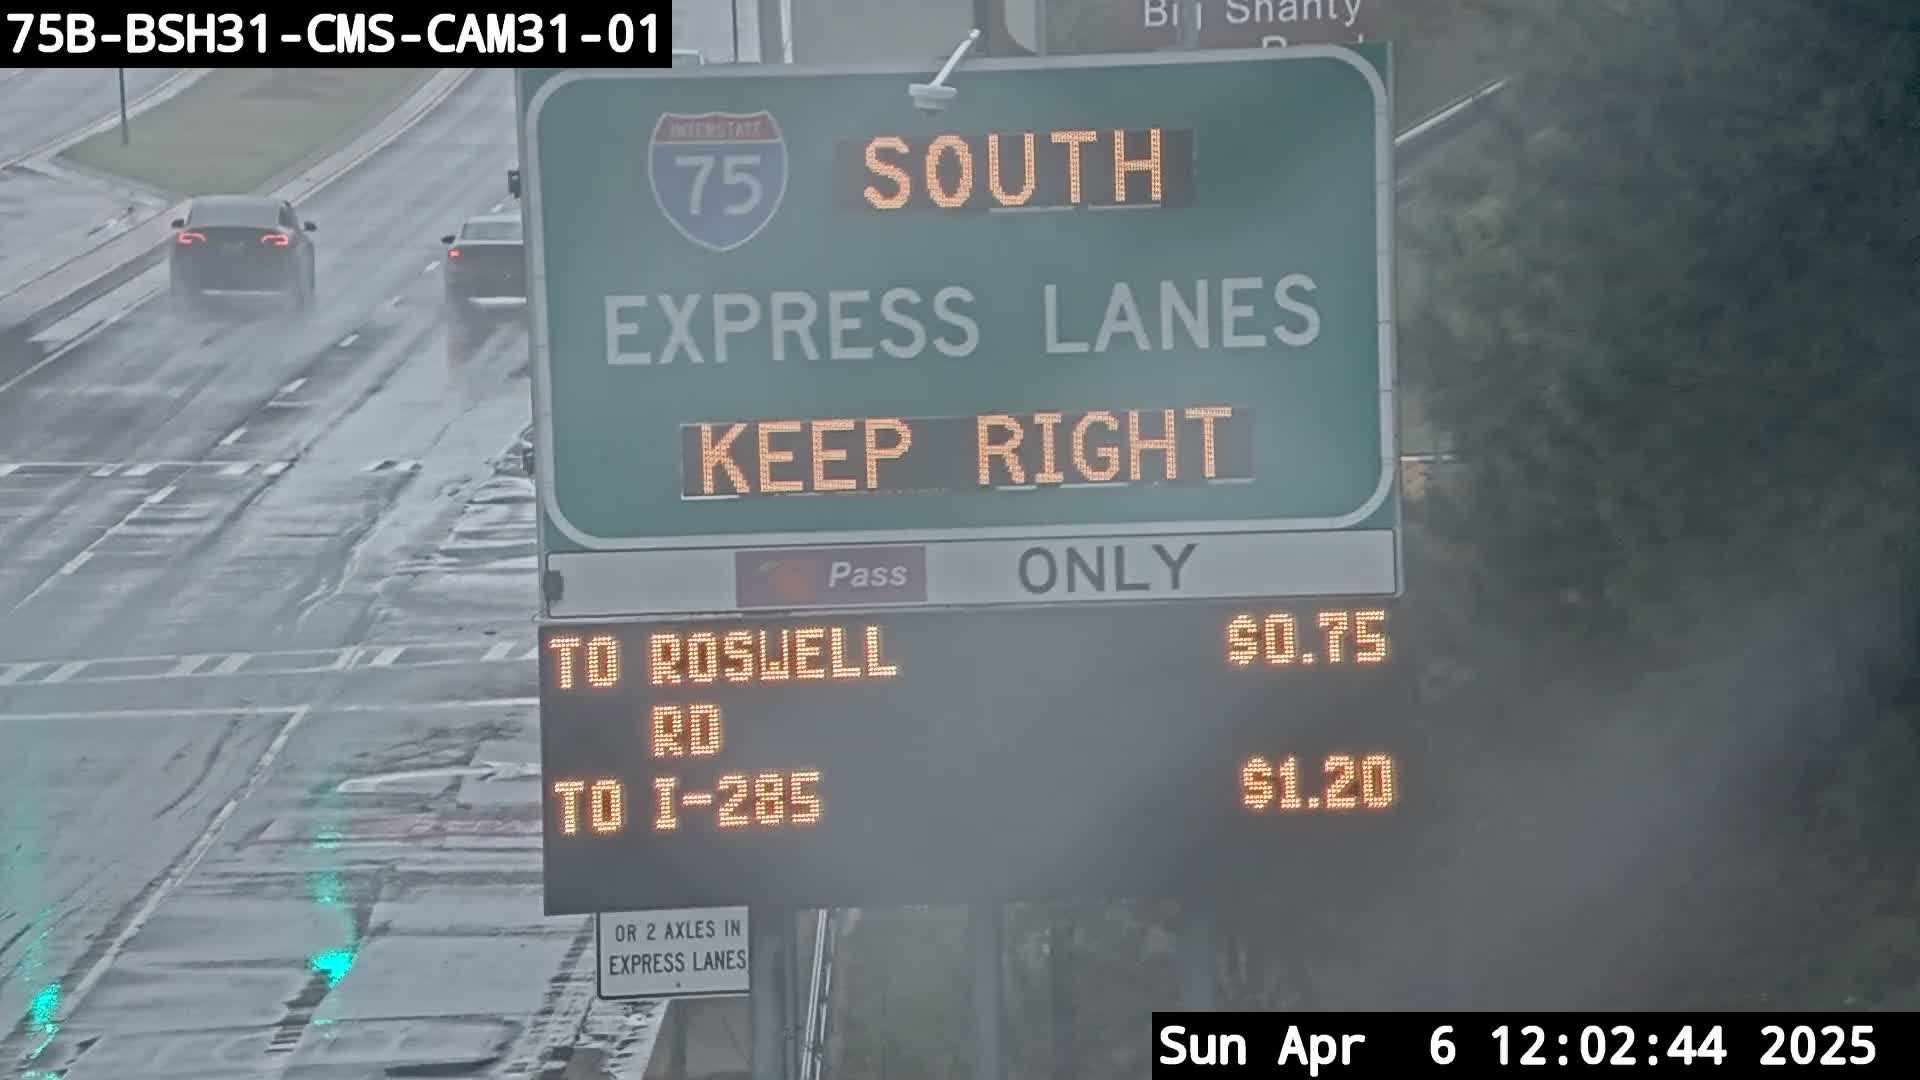 75B-BSH31-CMS-CAM31-01
Big Shanty
INTERSTATE
75
SOUTH
EXPRESS LANES
KEEP RIGHT
Pass ONLY
TO ROSWELL $0.75
RD
TO I-285 $1.20
OR 2 AXLES IN
EXPRESS LANES
Sun Apr 6 12:02:44 2025